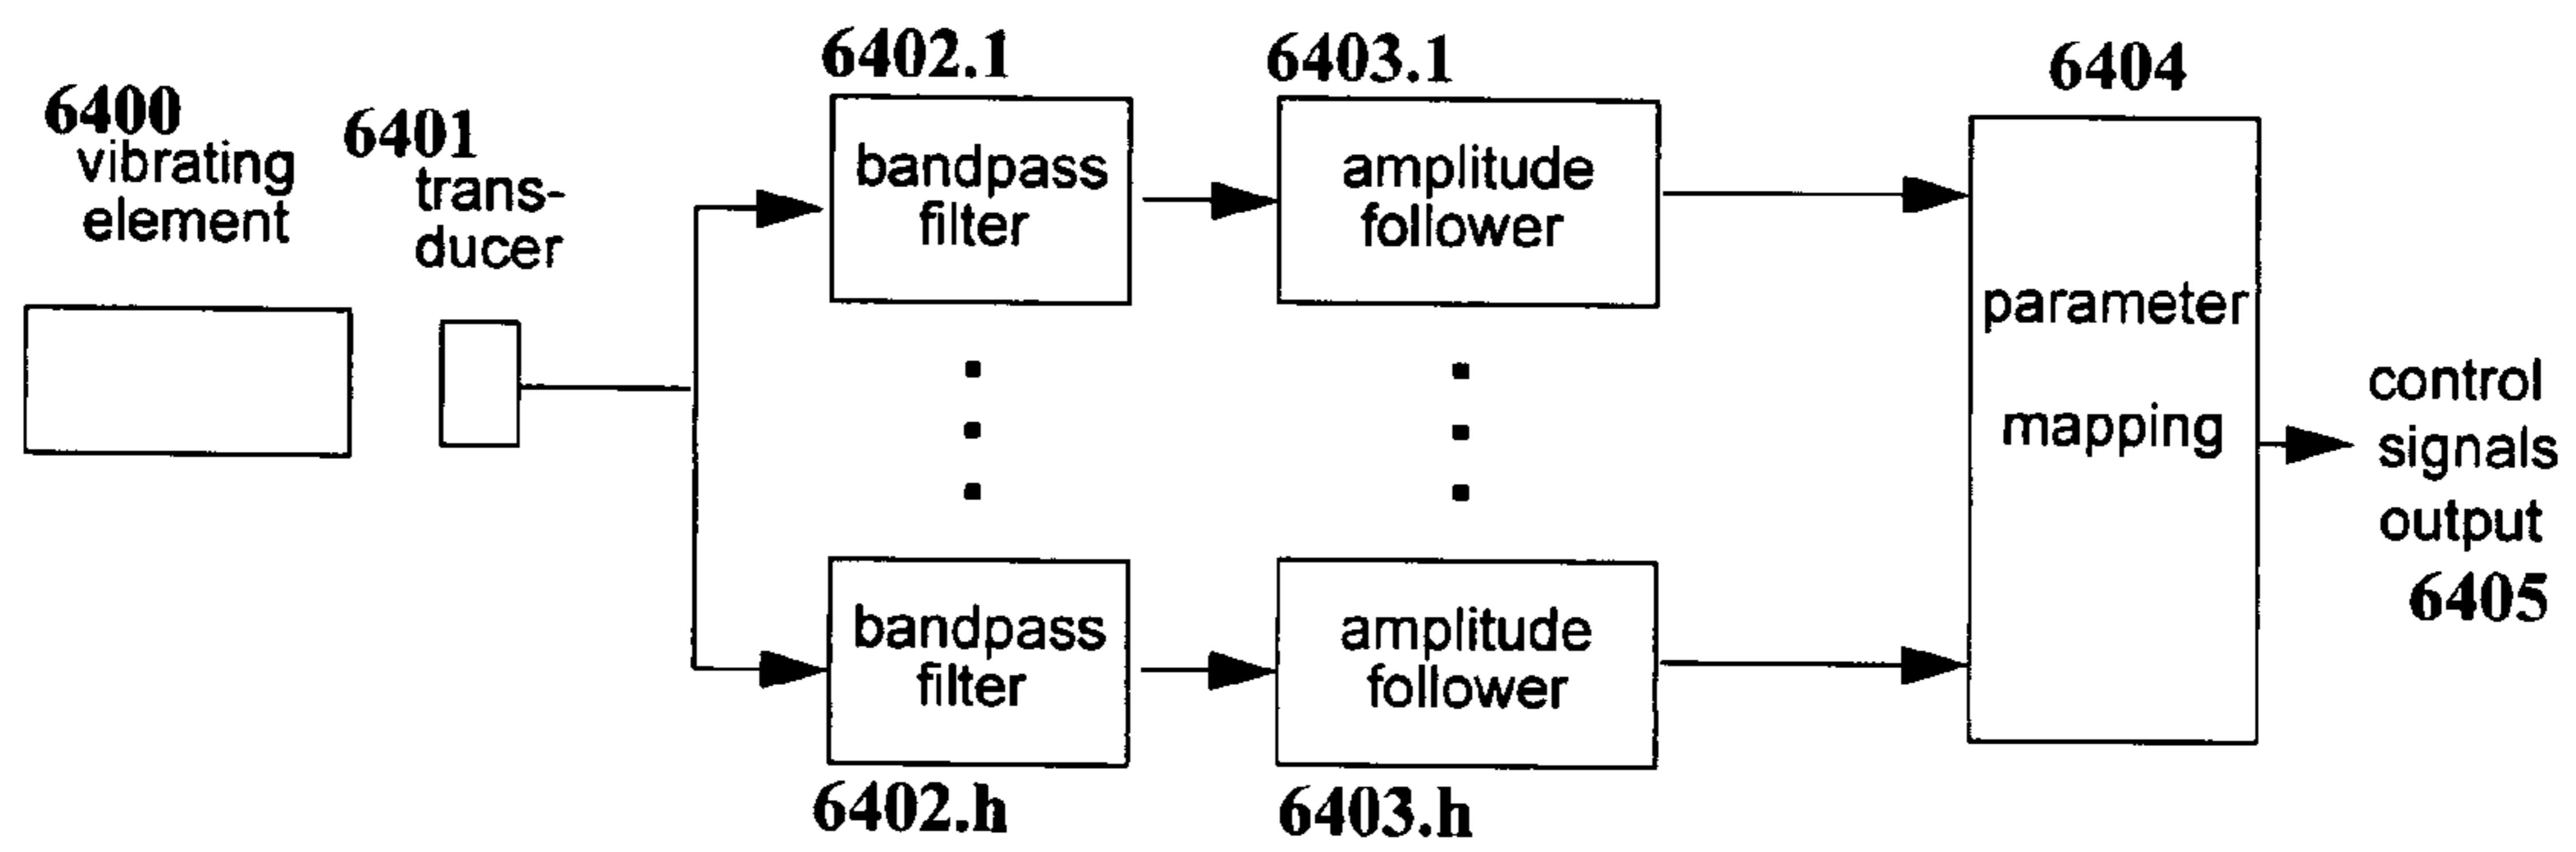 6400
vibrating
element
6401
trans-
ducer
6402.1
bandpass
filter
6403.1
amplitude
follower
6404
parameter
mapping
control
signals
output
6405
bandpass
filter
6402.h
amplitude
follower
6403.h